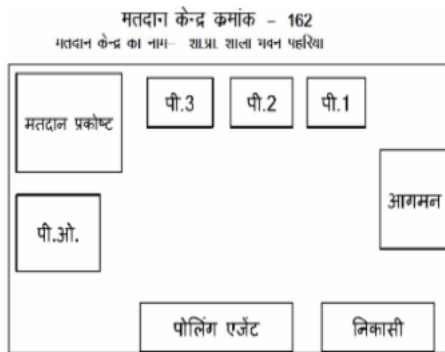 मतदान केन्द्र क्रमांक - 162
मतदान केन्द्र का नाम- शा.प्रा. शाला भवन पहरिया
मतदान प्रकोष्ट
पी.3
पी.2
पी.1
आगमन
पी.ओ.
पोलिंग एजेंट
निकासी